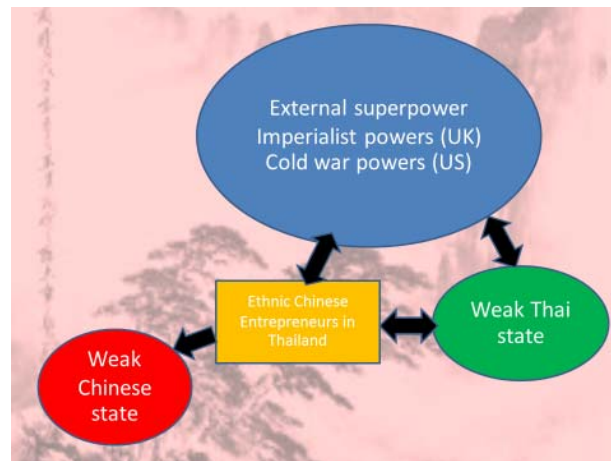 External superpower
Imperialist powers (UK)
Cold war powers (US)
Ethnic Chinese
Entrepreneurs in
Thailand
Weak Thai
state
Weak
Chinese
state